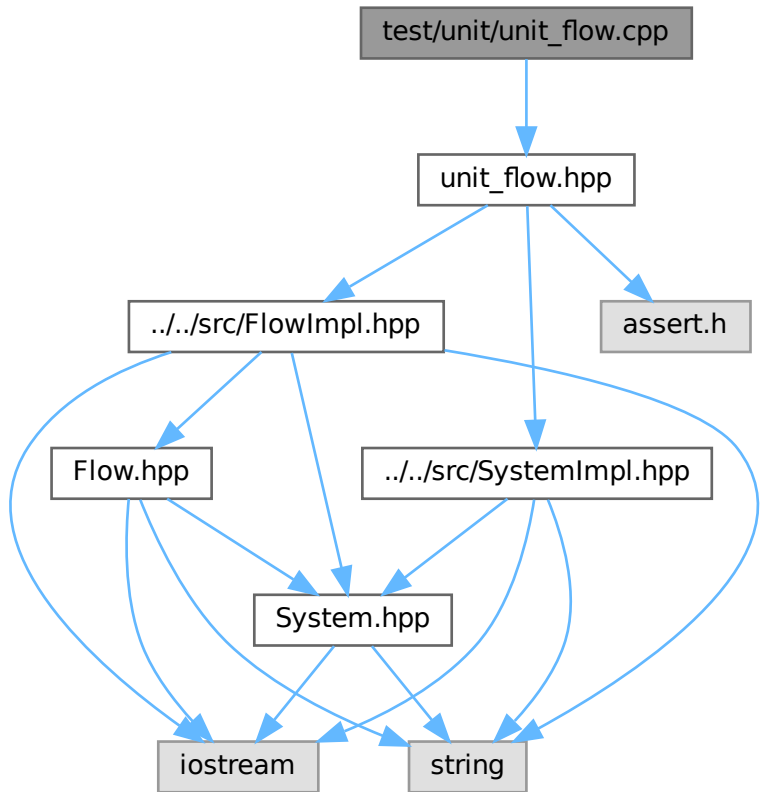 test/unit/unit_flow.cpp
unit_flow.hpp
../../src/FlowImpl.hpp
assert.h
Flow.hpp
../../src/SystemImpl.hpp
System.hpp
iostream
string